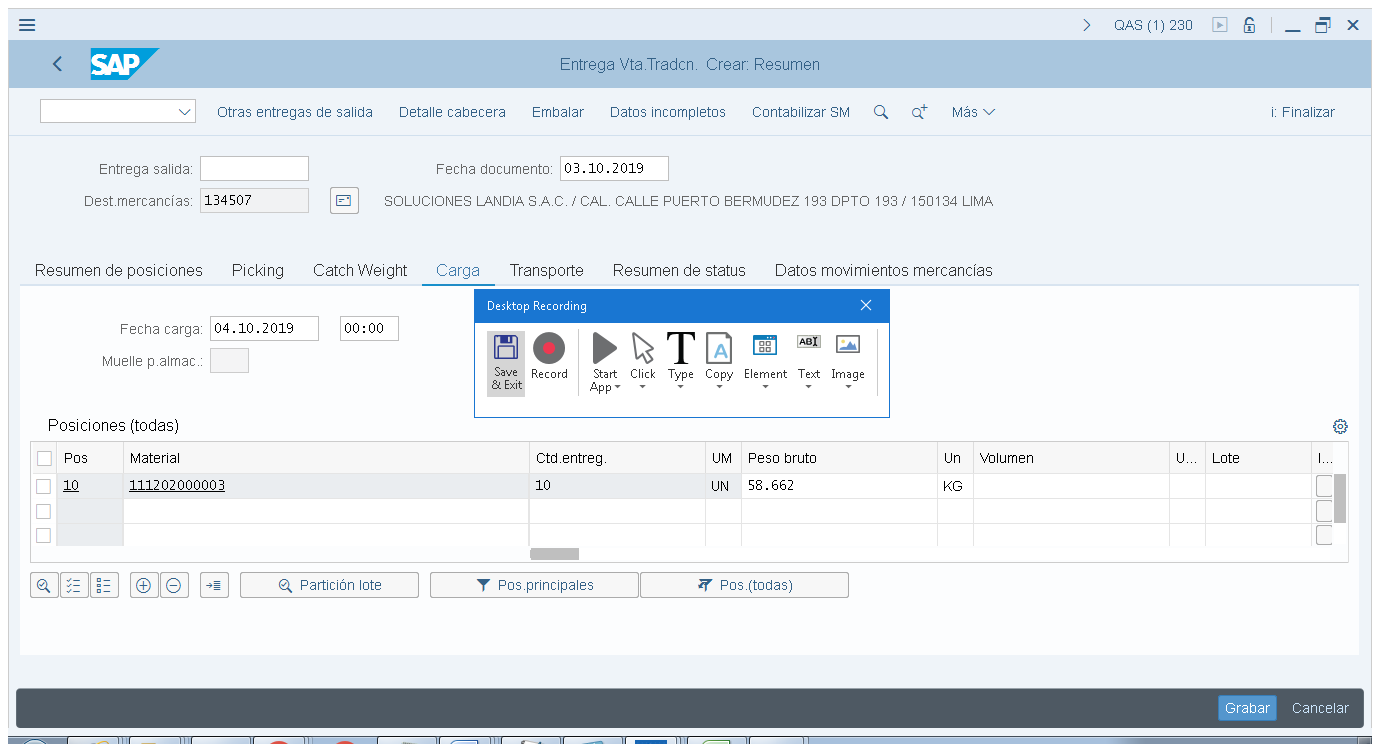 QAS (1) 230
SAP
Entrega Vta.Tradcn. Crear: Resumen
Otras entregas de salida Detalle cabecera Embalar Datos incompletos Contabilizar SM Más i: Finalizar
Entrega salida: Fecha documento: 03.10.2019
Dest.mercancías: 134507 SOLUCIONES LANDIA S.A.C. / CAL. CALLE PUERTO BERMUDEZ 193 DPTO 193 / 150134 LIMA
Resumen de posiciones Picking Catch Weight Carga Transporte Resumen de status Datos movimientos mercancías
Desktop Recording
Fecha carga: 04.10.2019 00:00
Muelle p.almac.:
Save & Exit Record Start App Click Type Copy Element Text Image
Posiciones (todas)
Pos Material Ctd.entreg. UM Peso bruto Un Volumen U... Lote I...
10 111202000003 10 UN 58.662 KG
Partición lote Pos.principales Pos.(todas)
Grabar Cancelar